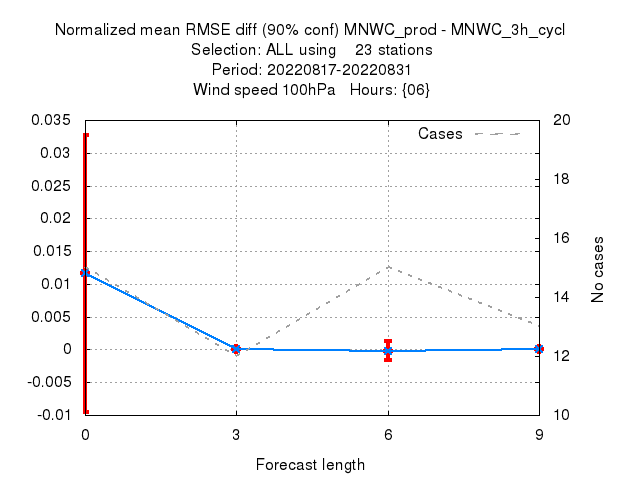 Normalized mean RMSE diff (90% conf) MNWC_prod - MNWC_3h_cycl
Selection: ALL using    23 stations
Period: 20220817-20220831
Wind speed 100hPa   Hours: {06}
Cases
0.035
0.03
0.025
0.02
0.015
0.01
0.005
0
-0.005
-0.01
20
18
16
14
12
10
No cases
0 3 6 9
Forecast length